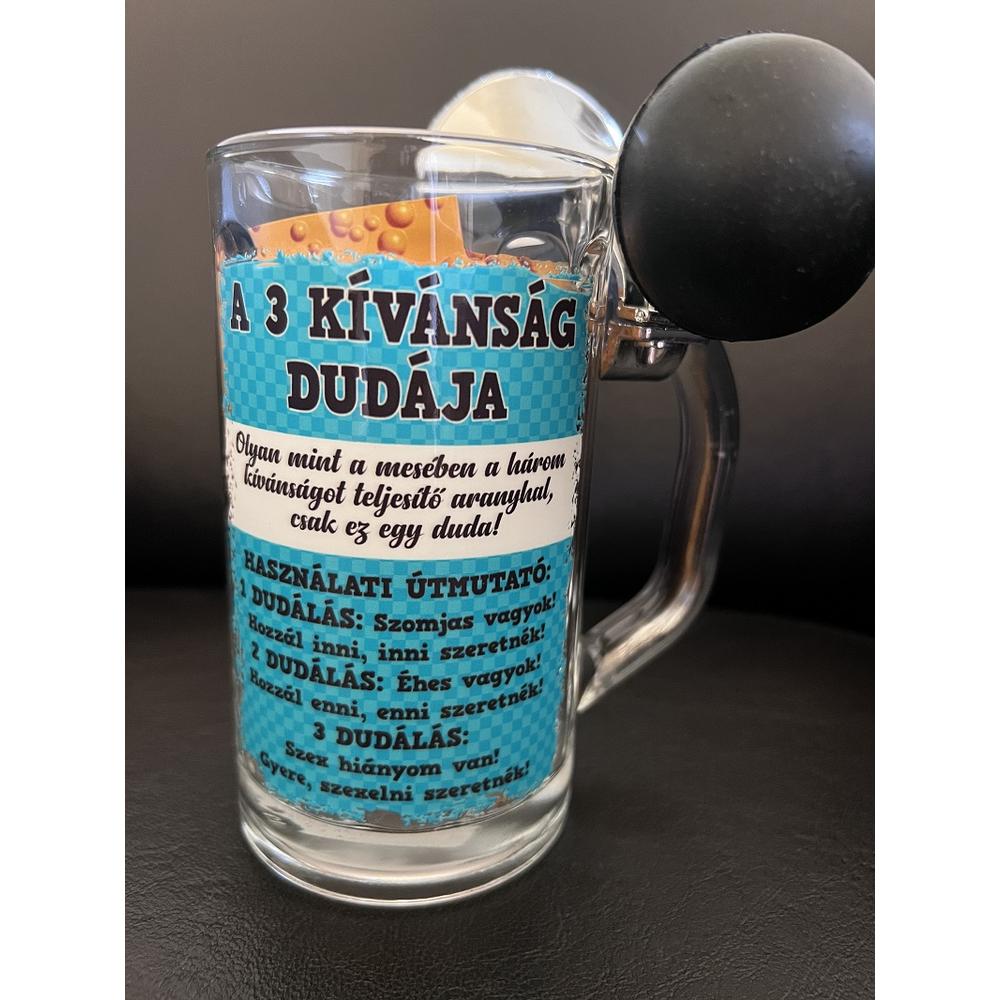 A 3 KÍVÁNSÁG
DUDÁJA
Olyan mint a mesében a három
kívánságot teljesítő aranyhal,
csak ez egy duda!
HASZNÁLATI ÚTMUTATÓ:
1 DUDÁLÁS: Szomjas vagyok!
Hozzál inni, inni szeretnék!
2 DUDÁLÁS: Éhes vagyok!
Hozzál enni, enni szeretnék!
3 DUDÁLÁS:
Szex hiányom van!
Gyere, szexelni szeretnék!